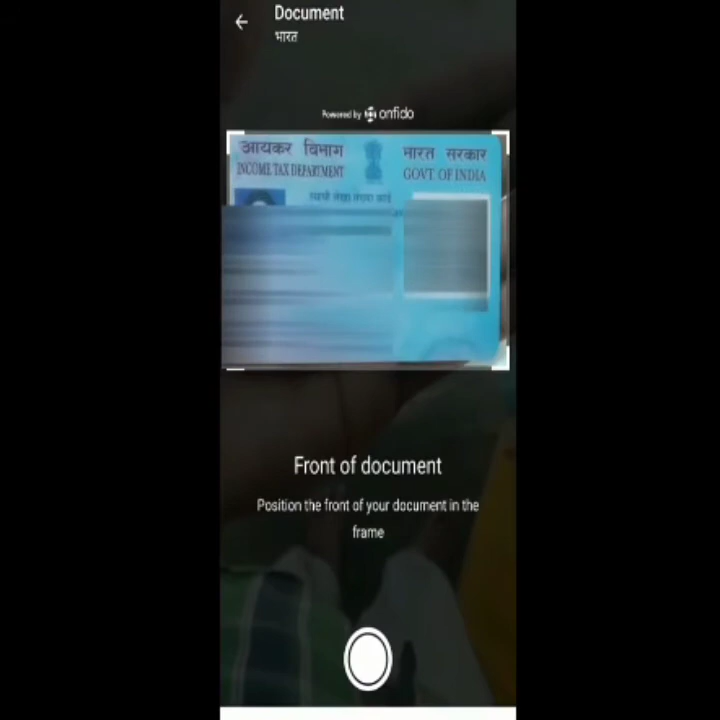 Document
भारत
Powered by onfido
आयकर विभाग
INCOME TAX DEPARTMENT
भारत सरकार
GOVT OF INDIA
स्थायी लेखा संख्या कार्ड
Front of document
Position the front of your document in the
frame